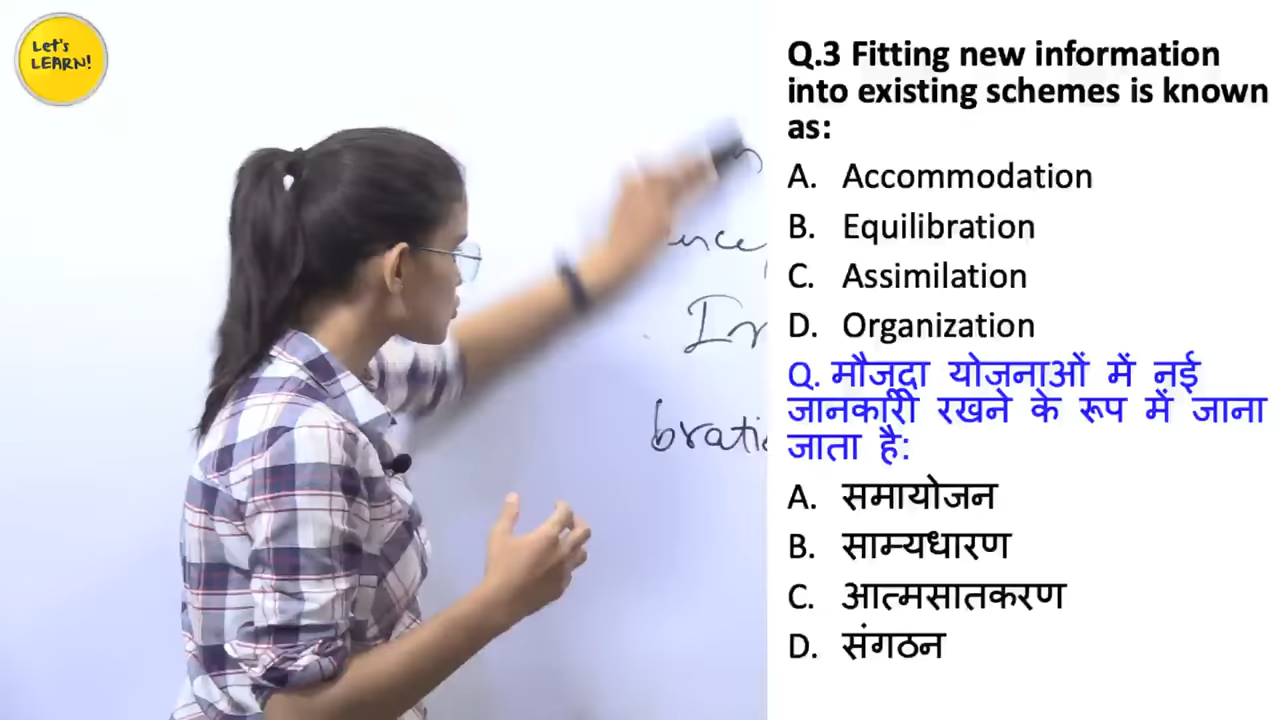 Let's
LEARN!
Q.3 Fitting new information
into existing schemes is known
as:
A. Accommodation
B. Equilibration
C. Assimilation
D. Organization
Q. मौजूदा योजनाओं में नई
जानकारी रखने के रूप में जाना
जाता है:
A. समायोजन
B. साम्यधारण
C. आत्मसातकरण
D. संगठन